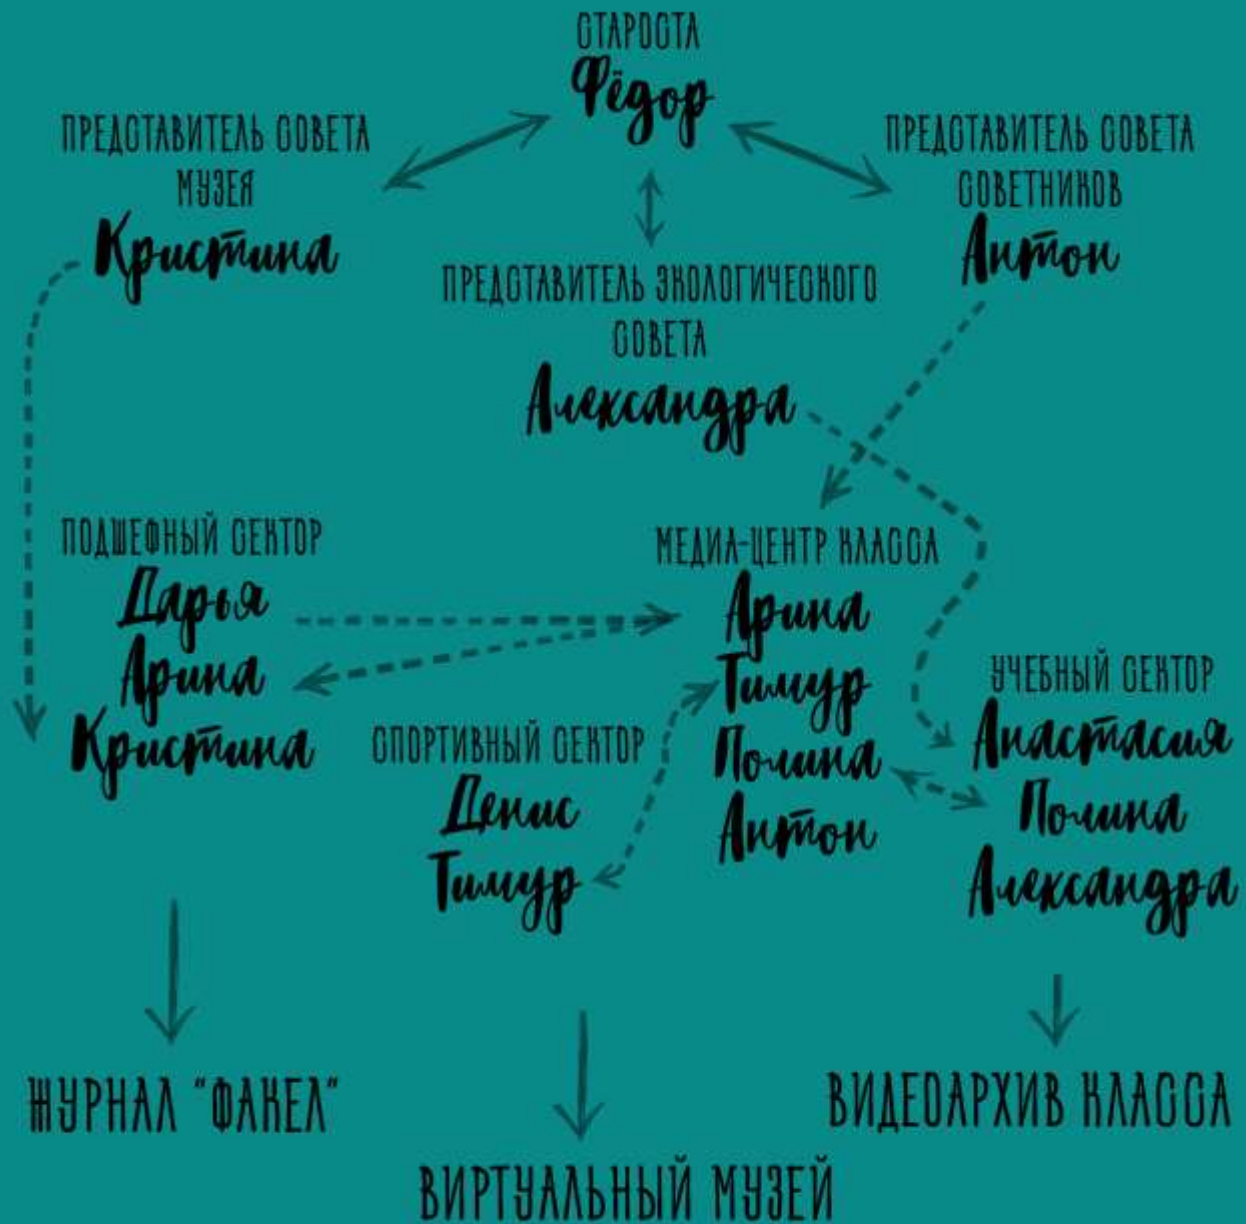 СТАРОСТА
Фёдор
ПРЕДСТАВИТЕЛЬ СОВЕТА
МУЗЕЯ
Кристина
ПРЕДСТАВИТЕЛЬ СОВЕТА
СОВЕТНИКОВ
Антон
ПРЕДСТАВИТЕЛЬ ЭКОЛОГИЧЕСКОГО
СОВЕТА
Александра
ПОДШЕФНЫЙ СЕКТОР
Дарья
Арина
Кристина
СПОРТИВНЫЙ СЕКТОР
Денис
Тимур
МЕДИА-ЦЕНТР КЛАССА
Арина
Тимур
Полина
Антон
УЧЕБНЫЙ СЕКТОР
Анастасия
Полина
Александра
ЖУРНАЛ "ФАКЕЛ"
ВИРТУАЛЬНЫЙ МУЗЕЙ
ВИДЕОАРХИВ КЛАССА